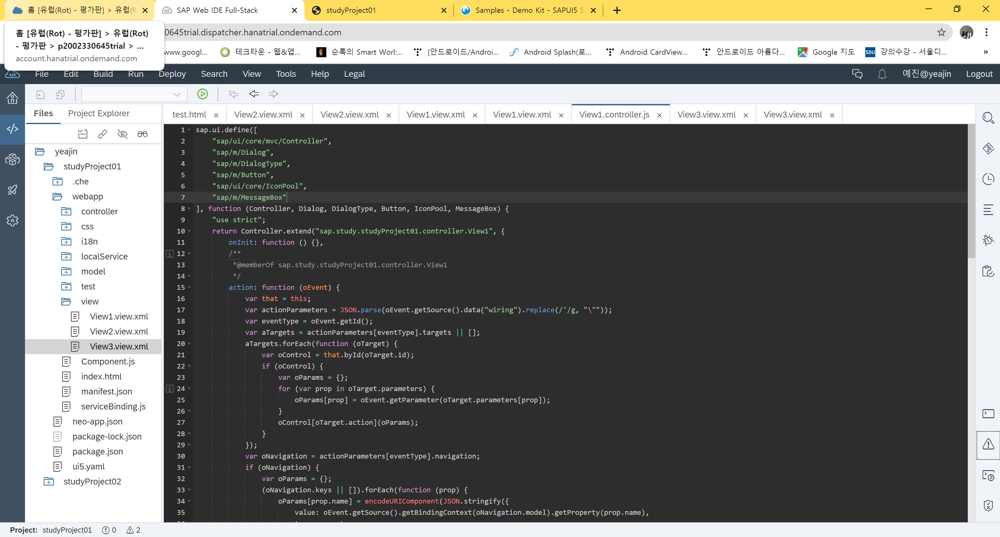 홈 [유럽(Rot) - 평가판] > 유럽(R
SAP Web IDE Full-Stack
studyProject01
Samples - Demo Kit - SAPUI5 S
홈 [유럽(Rot) - 평가판] > 유럽(Rot)
- 평가판 > p2002330645trial > ...
account.hanatrial.ondemand.com
0645trial.dispatcher.hanatrial.ondemand.com
www.googl...
테크타운 - 웹&앱...
순록의 Smart Worl:...
[안드로이드/Androi...
Android Splash(로...
Android CardView...
안드로이드 아름다...
Google 지도
SDU
강의수강 - 서울디...
»
File Edit Build Run Deploy Search View Tools Help Legal
예진@yeajin Logout
Files Project Explorer
test.html
View2.view.xml
View2.view.xml
View1.view.xml
View1.view.xml
View1.controller.js
View3.view.xml
View3.view.xml
yeajin
studyProject01
.che
webapp
controller
css
i18n
localService
model
test
view
View1.view.xml
View2.view.xml
View3.view.xml
Component.js
index.html
manifest.json
serviceBinding.js
neo-app.json
package-lock.json
package.json
ui5.yaml
studyProject02
1 sap.ui.define([
2 "sap/ui/core/mvc/Controller",
3 "sap/m/Dialog",
4 "sap/m/DialogType",
5 "sap/m/Button",
6 "sap/ui/core/IconPool",
7 "sap/m/MessageBox"
8 ], function (Controller, Dialog, DialogType, Button, IconPool, MessageBox) {
9 "use strict";
10 return Controller.extend("sap.study.studyProject01.controller.View1", {
11 onInit: function () {},
12 /**
13 *@memberOf sap.study.studyProject01.controller.View1
14 */
15 action: function (oEvent) {
16 var that = this;
17 var actionParameters = JSON.parse(oEvent.getSource().data("wiring").replace(/'/g, "\""));
18 var eventType = oEvent.getId();
19 var aTargets = actionParameters[eventType].targets || [];
20 aTargets.forEach(function (oTarget) {
21 var oControl = that.byId(oTarget.id);
22 if (oControl) {
23 var oParams = {};
24 for (var prop in oTarget.parameters) {
25 oParams[prop] = oEvent.getParameter(oTarget.parameters[prop]);
26 }
27 oControl[oTarget.action](oParams);
28 }
29 });
30 var oNavigation = actionParameters[eventType].navigation;
31 if (oNavigation) {
32 var oParams = {};
33 (oNavigation.keys || []).forEach(function (prop) {
34 oParams[prop.name] = encodeURIComponent(JSON.stringify({
35 value: oEvent.getSource().getBindingContext(oNavigation.model).getProperty(prop.name),
Project: studyProject01 0 2